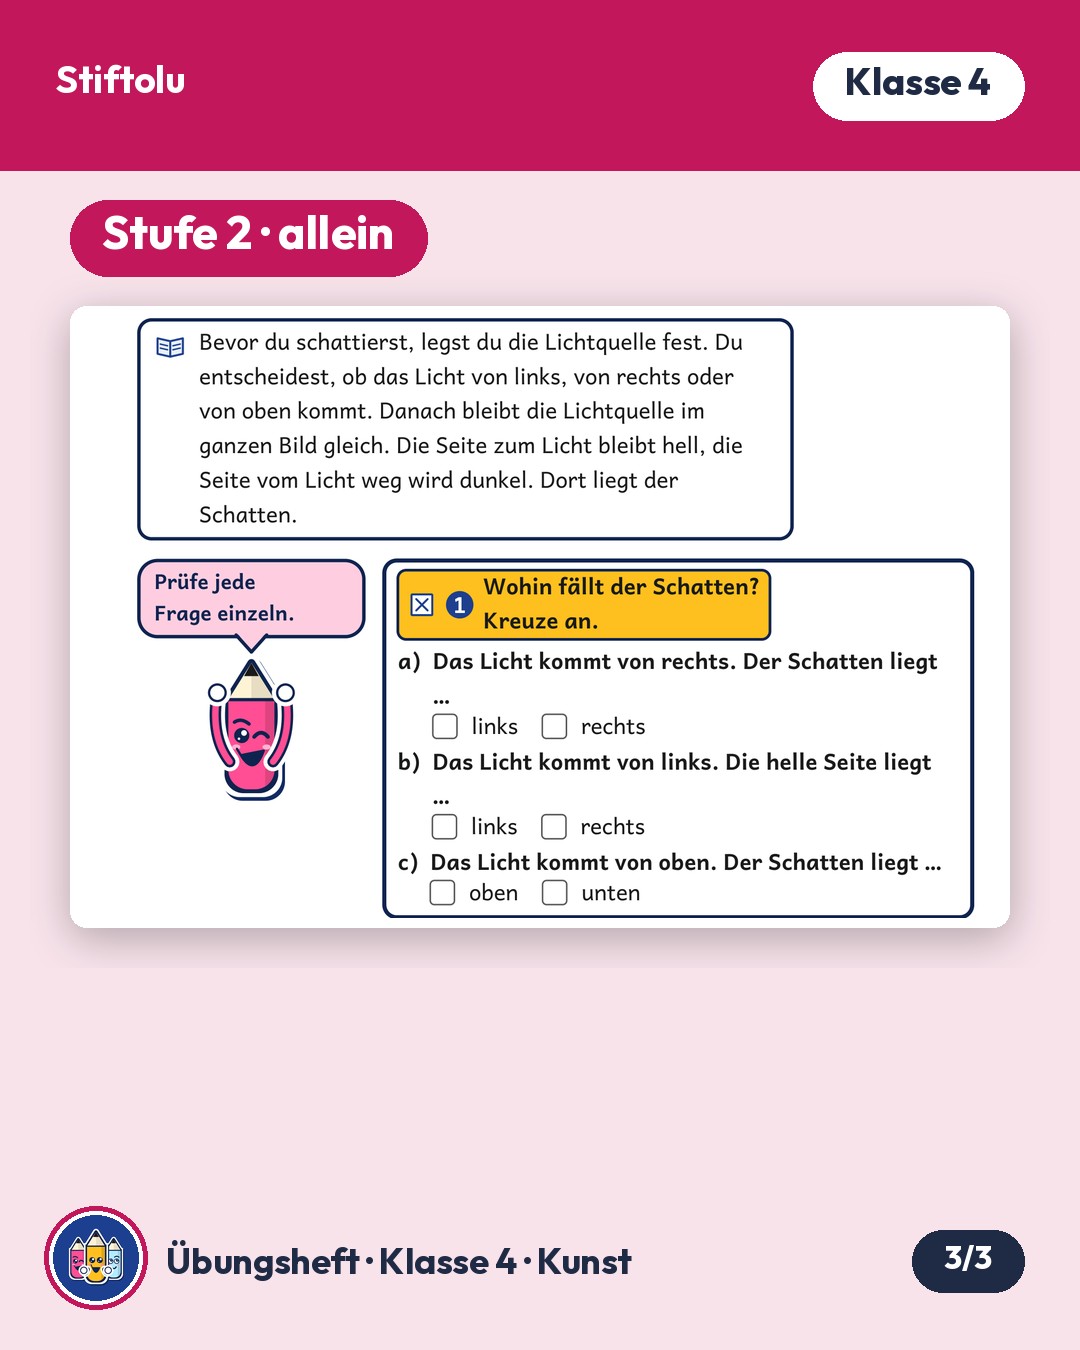 Stiftolu
Klasse 4
Stufe 2 · allein
Bevor du schattierst, legst du die Lichtquelle fest. Du
entscheidest, ob das Licht von links, von rechts oder
von oben kommt. Danach bleibt die Lichtquelle im
ganzen Bild gleich. Die Seite zum Licht bleibt hell, die
Seite vom Licht weg wird dunkel. Dort liegt der
Schatten.
Prüfe jede
Frage einzeln.
1 Wohin fällt der Schatten?
Kreuze an.
a) Das Licht kommt von rechts. Der Schatten liegt
...
links rechts
b) Das Licht kommt von links. Die helle Seite liegt
...
links rechts
c) Das Licht kommt von oben. Der Schatten liegt ...
oben unten
Übungsheft · Klasse 4 · Kunst
3/3